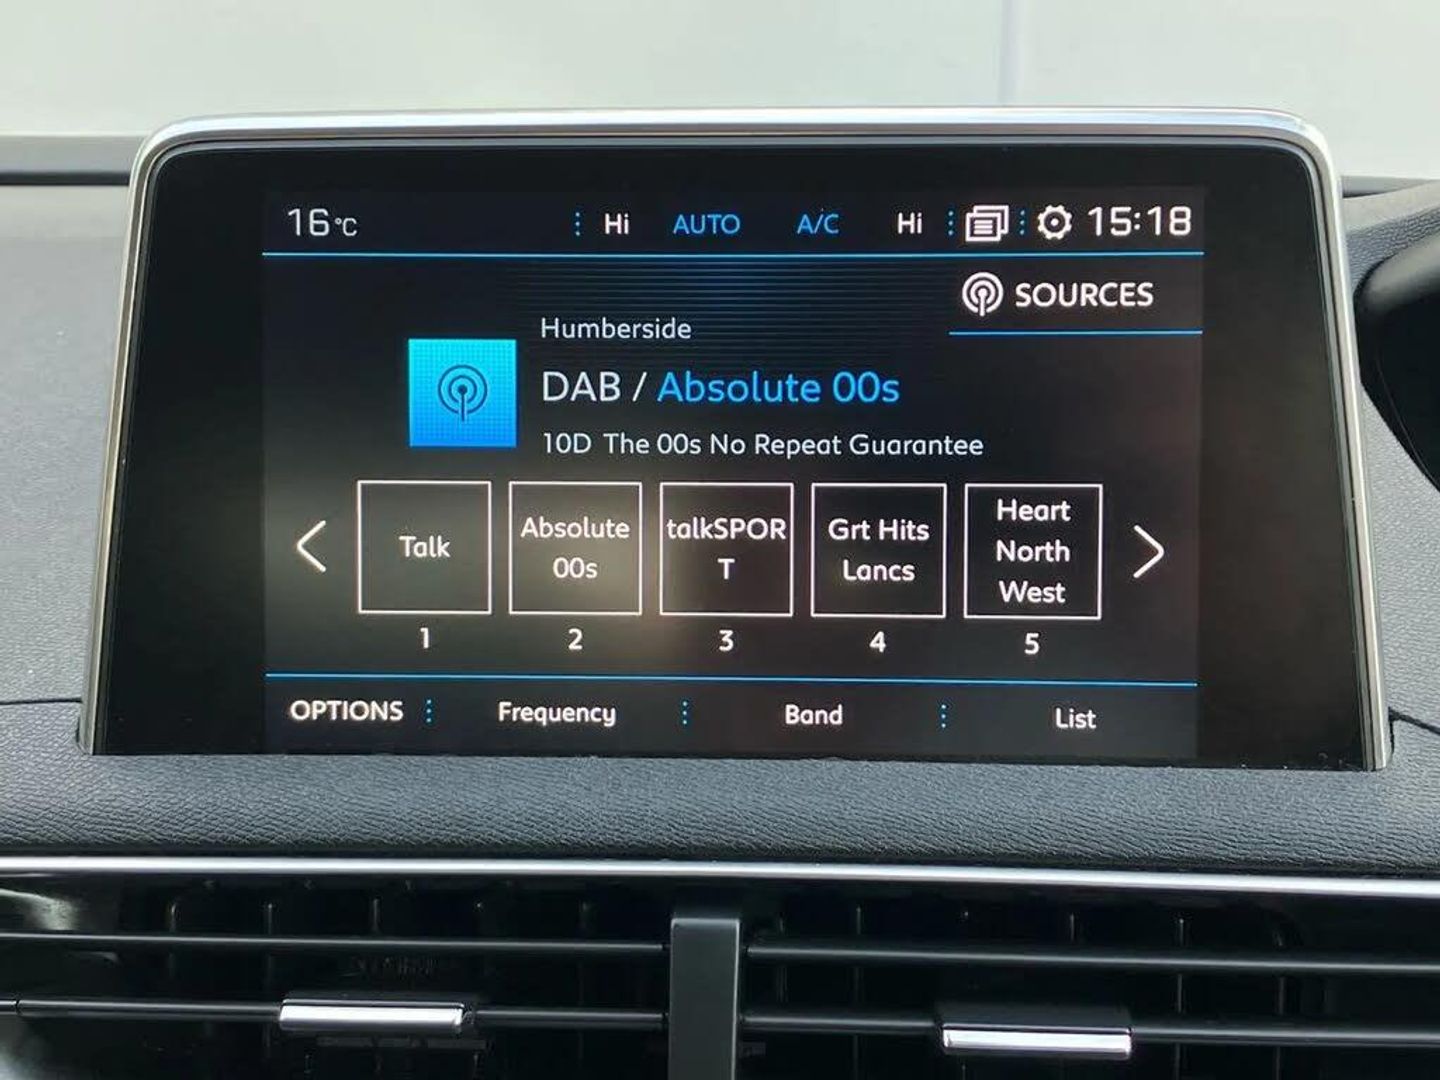 16°C Hi AUTO A/C Hi 15:18
SOURCES
Humberside
DAB / Absolute 00s
10D The 00s No Repeat Guarantee
Talk
Absolute
00s
talkSPOR
T
Grt Hits
Lancs
Heart
North
West
1 2 3 4 5
OPTIONS Frequency Band List